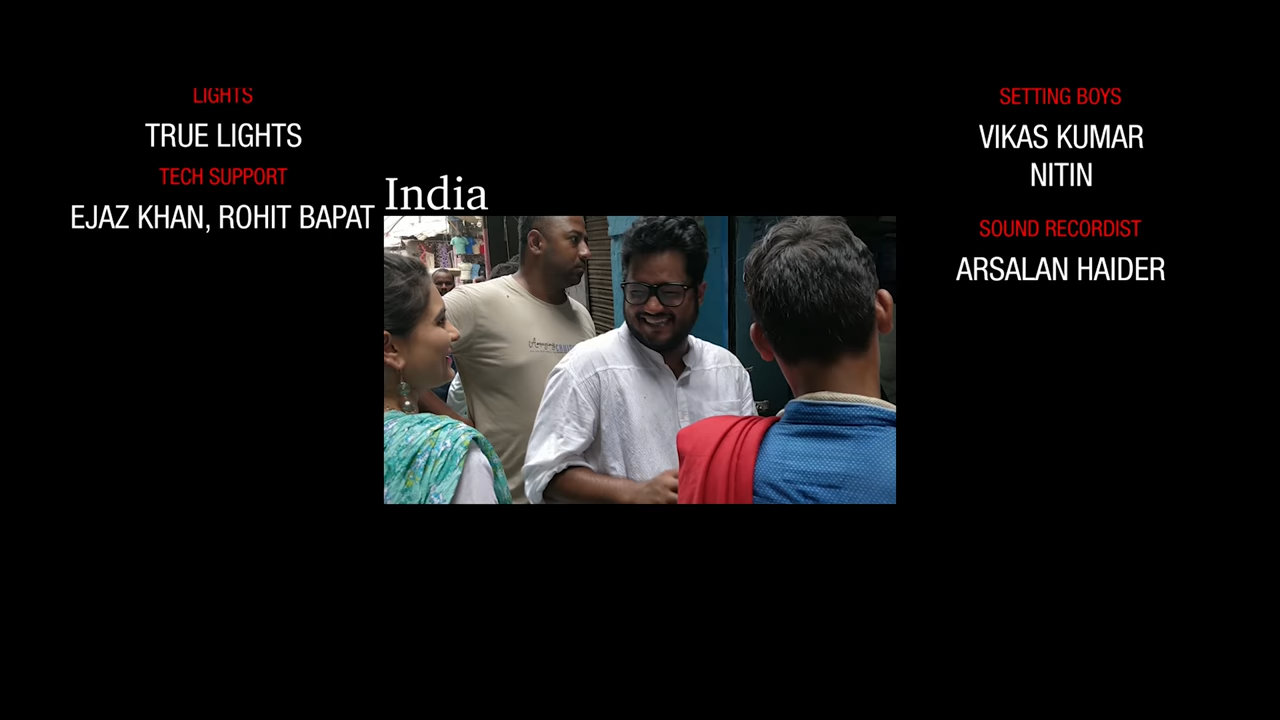 LIGHTS
TRUE LIGHTS
TECH SUPPORT
EJAZ KHAN, ROHIT BAPAT
India
SETTING BOYS
VIKAS KUMAR
NITIN
SOUND RECORDIST
ARSALAN HAIDER